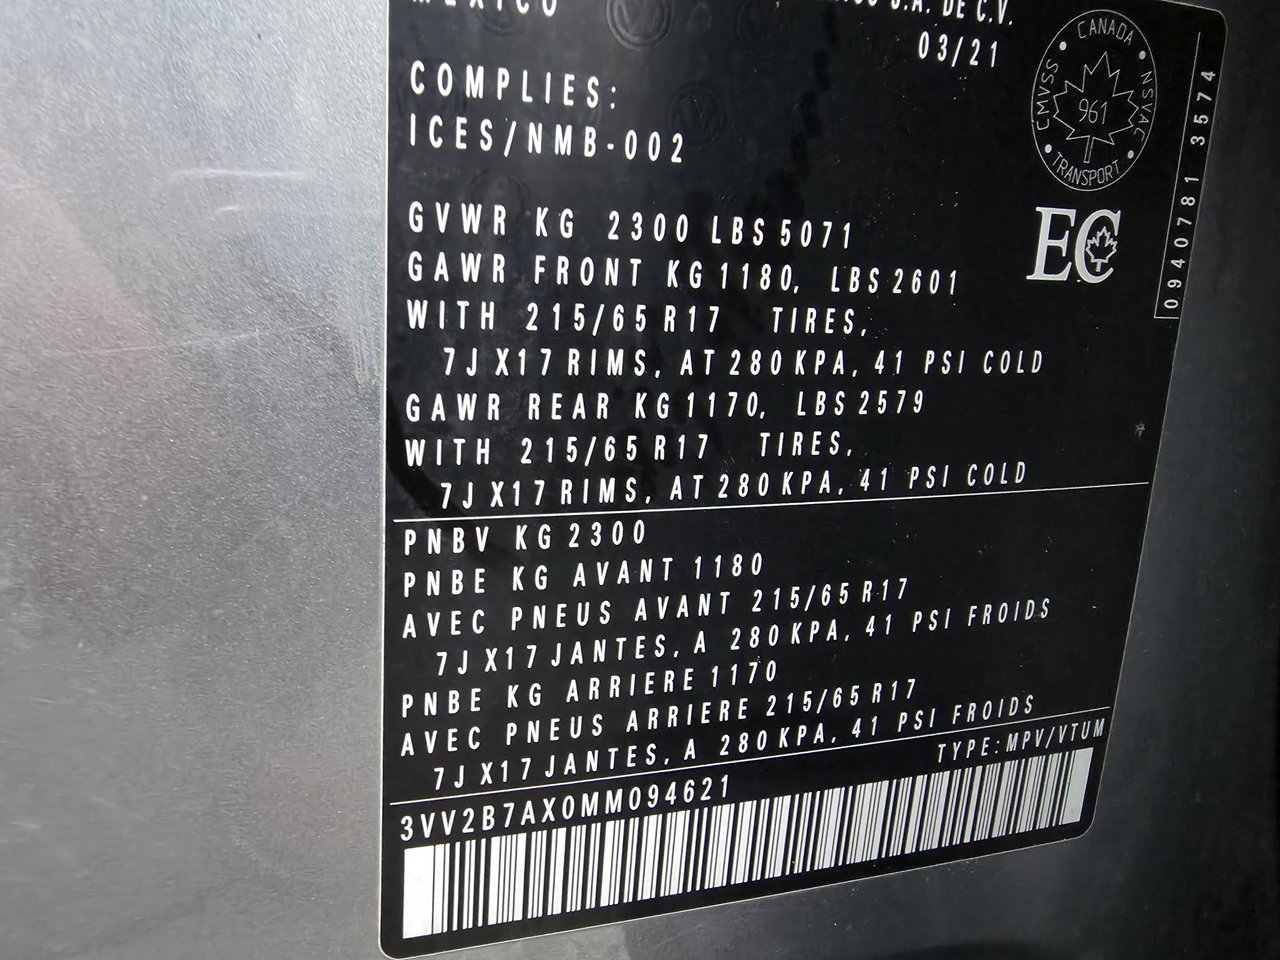 MEXICO S.A. DE C.V.
03/21
COMPLIES:
ICES/NMB-002
CANADA
CMVSS
NSVAC
961
TRANSPORT
EC
0940781 3574
GVWR KG 2300 LBS 5071
GAWR FRONT KG 1180, LBS 2601
WITH 215/65 R17 TIRES,
7J X17 RIMS, AT 280 KPA, 41 PSI COLD
GAWR REAR KG 1170, LBS 2579
WITH 215/65 R17 TIRES,
7J X17 RIMS, AT 280 KPA, 41 PSI COLD
PNBV KG 2300
PNBE KG AVANT 1180
AVEC PNEUS AVANT 215/65 R17
7J X17 JANTES, A 280 KPA, 41 PSI FROIDS
PNBE KG ARRIERE 1170
AVEC PNEUS ARRIERE 215/65 R17
7J X17 JANTES, A 280 KPA, 41 PSI FROIDS
TYPE: MPV/VTUM
3VV2B7AX0MM094621